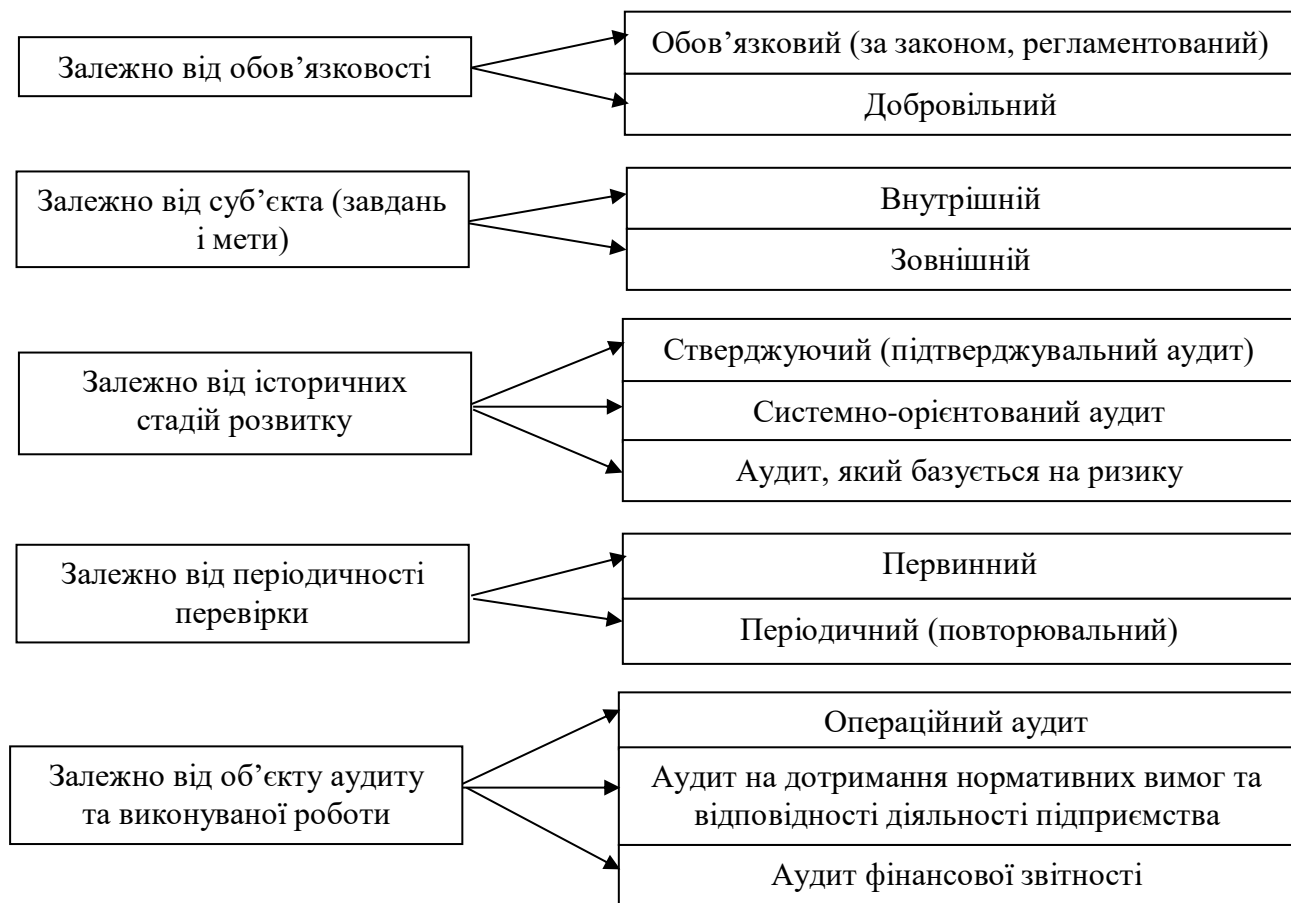 Залежно від обов’язковості
Обов’язковий (за законом, регламентований)
Добровільний
Залежно від суб’єкта (завдань
і мети)
Внутрішній
Зовнішній
Залежно від історичних
стадій розвитку
Стверджуючий (підтверджувальний аудит)
Системно-орієнтований аудит
Аудит, який базується на ризику
Залежно від періодичності
перевірки
Первинний
Періодичний (повторювальний)
Залежно від об’єкту аудиту
та виконуваної роботи
Операційний аудит
Аудит на дотримання нормативних вимог та
відповідності діяльності підприємства
Аудит фінансової звітності